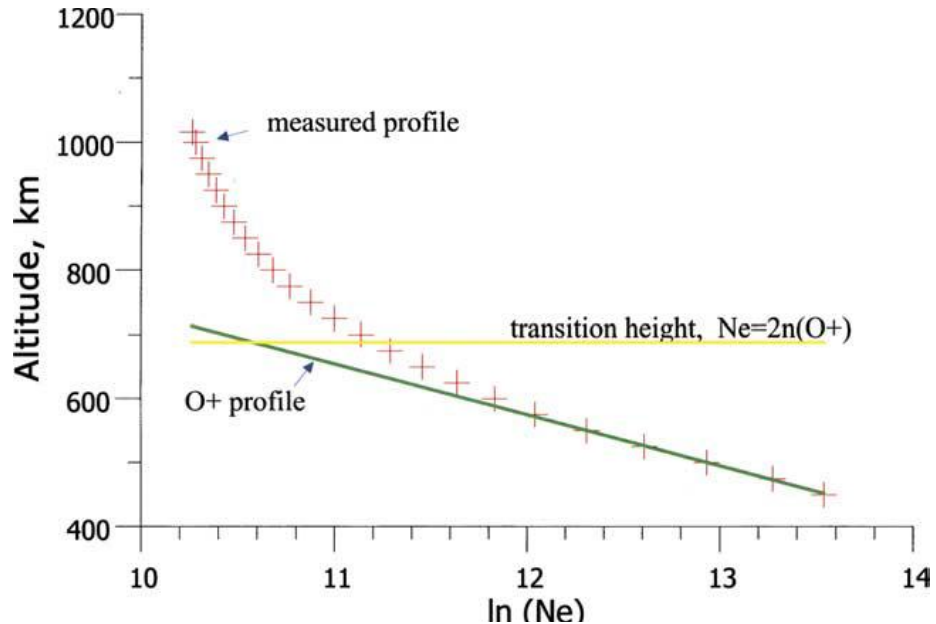 1200
measured profile
1000
Altitude, km
800
transition height, Ne=2n(O+)
600
O+ profile
400
10
11
12
13
14
ln (Ne)